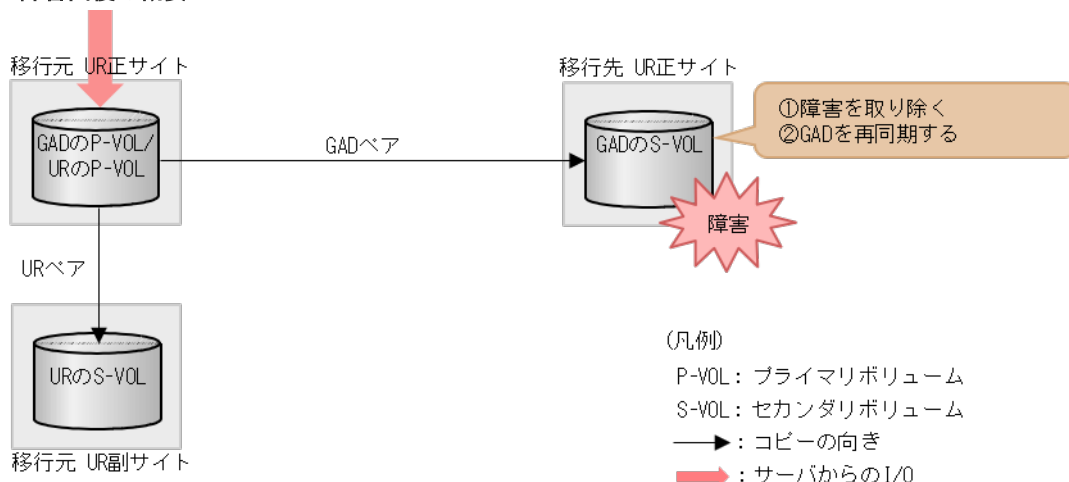 移行元 UR正サイト
移行先 UR正サイト
GADのP-VOL/
URのP-VOL
GADペア
GADのS-VOL
①障害を取り除く
②GADを再同期する
障害
URペア
URのS-VOL
移行元 UR副サイト
(凡例)
P-VOL: プライマリボリューム
S-VOL: セカンダリボリューム
: コピーの向き
: サーバからのI/O